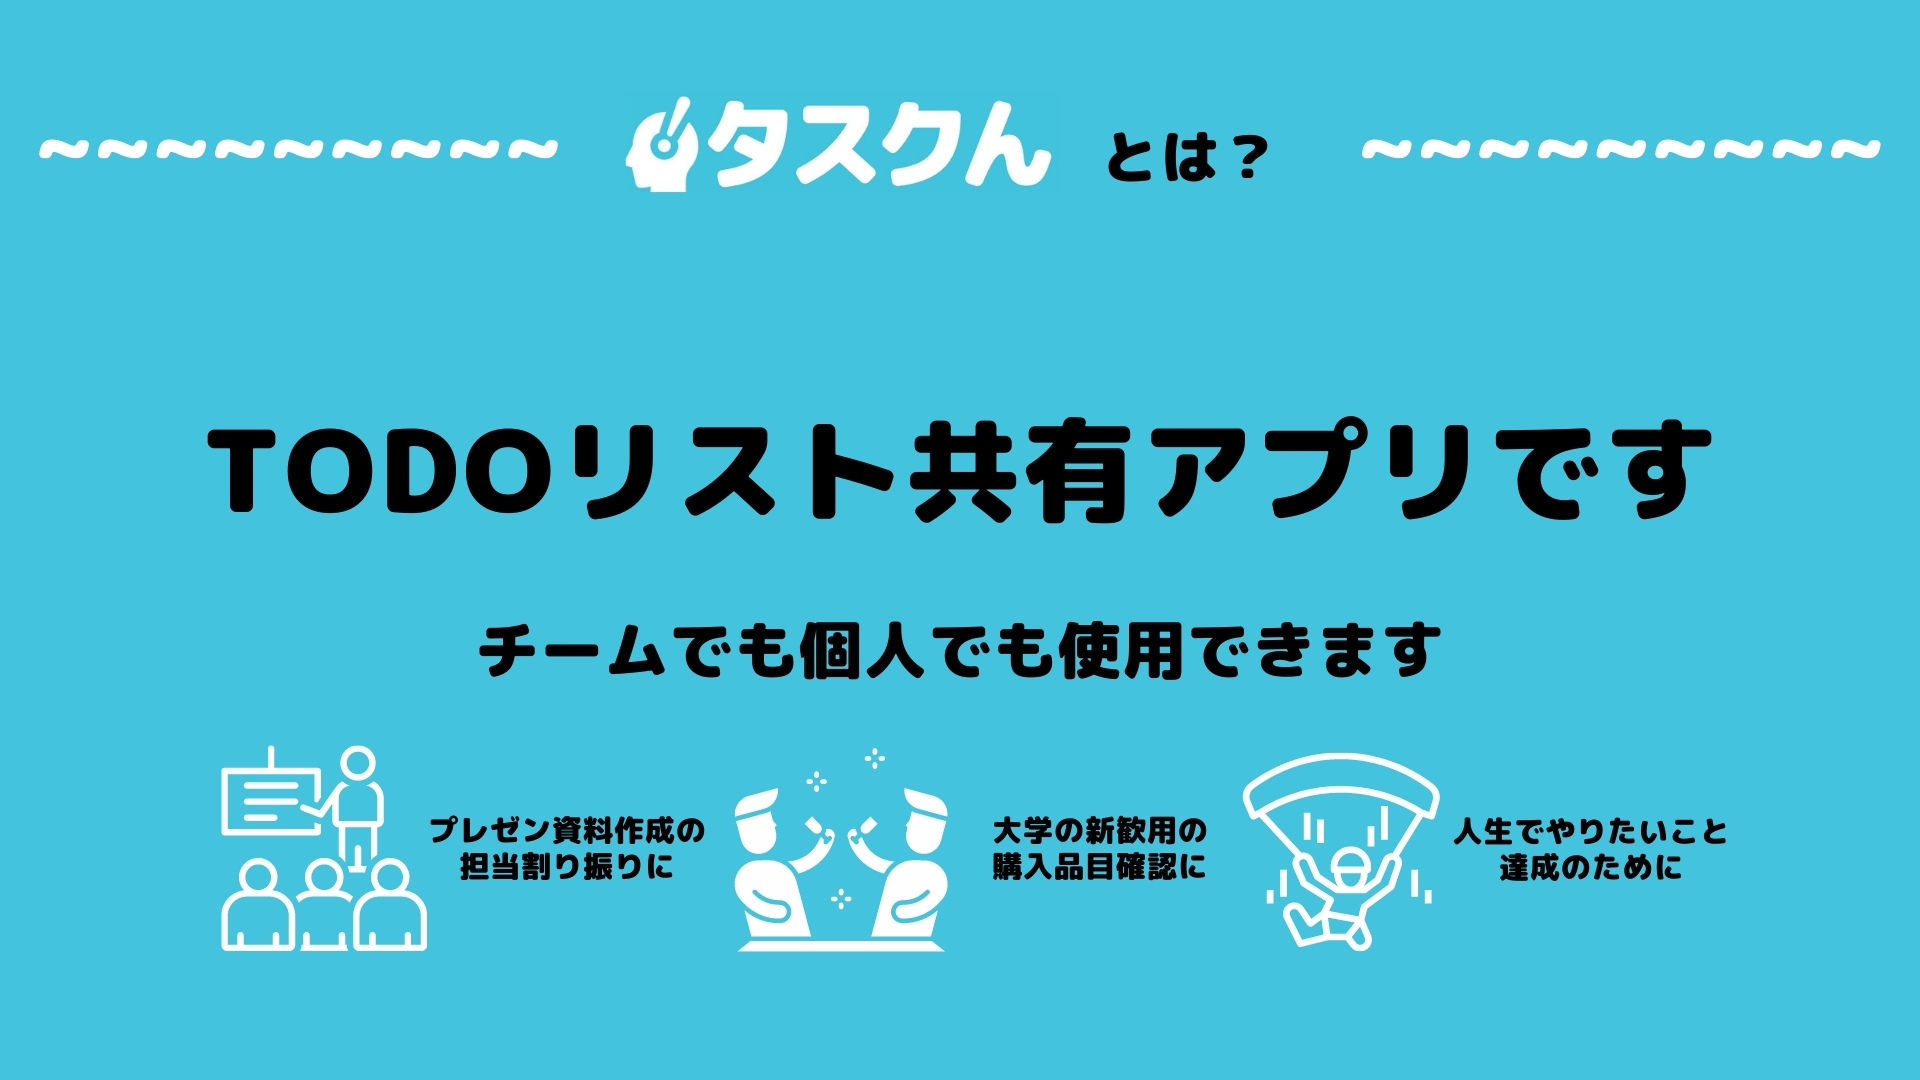 ~~~~~~~~~ タスクん とは？ ~~~~~~~~~
TODOリスト共有アプリです
チームでも個人でも使用できます
プレゼン資料作成の
担当割り振りに
大学の新歓用の
購入品目確認に
人生でやりたいこと
達成のために